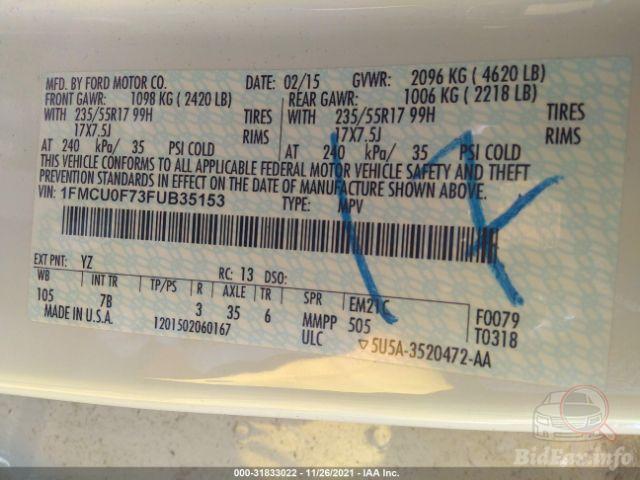 MFD. BY FORD MOTOR CO. DATE: 02/15 GVWR: 2096 KG ( 4620 LB)
FRONT GAWR: 1098 KG ( 2420 LB) REAR GAWR: 1006 KG ( 2218 LB)
WITH 235/55R17 99H TIRES WITH 235/55R17 99H TIRES
17X7.5J RIMS 17X7.5J RIMS
AT 240 kPa/ 35 PSI COLD AT 240 kPa/ 35 PSI COLD
THIS VEHICLE CONFORMS TO ALL APPLICABLE FEDERAL MOTOR VEHICLE SAFETY AND THEFT
PREVENTION STANDARDS IN EFFECT ON THE DATE OF MANUFACTURE SHOWN ABOVE.
VIN: 1FMCU0F73FUB35153 TYPE: MPV
EXT PNT: YZ RC: 13 DSO:
WB INT TR TP/PS R AXLE TR SPR EM21C F0079
105 7B 3 35 6 MMPP 505 T0318
MADE IN U.S.A. 1201502060167 ULC ▽5U5A-3520472-AA
000-31833022 - 11/26/2021 - IAA Inc.
BidFax.info